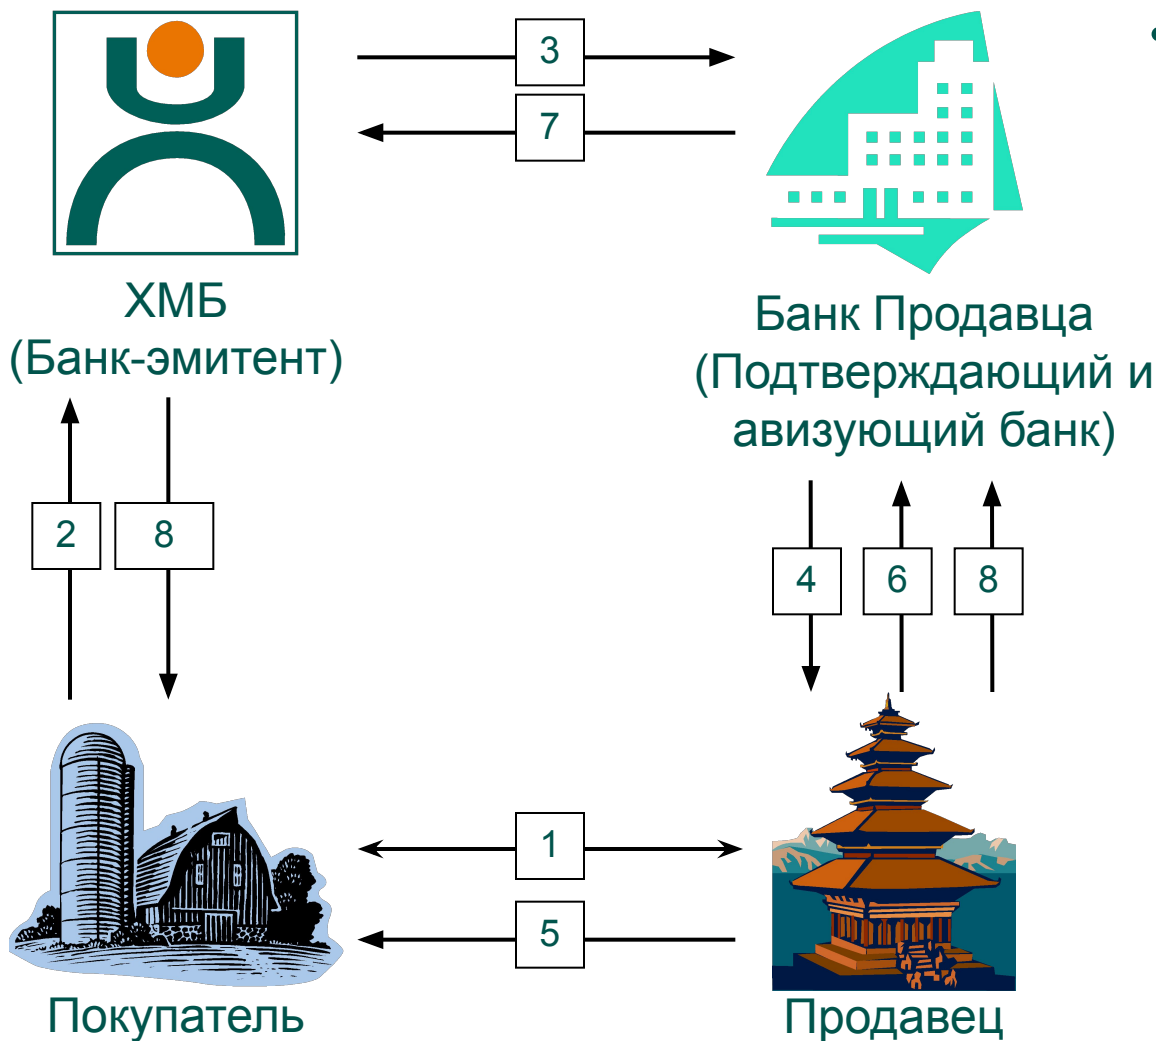 3
7
ХМБ
(Банк-эмитент)
Банк Продавца
(Подтверждающий и
авизующий банк)
2
8
4
6
8
1
5
Покупатель
Продавец